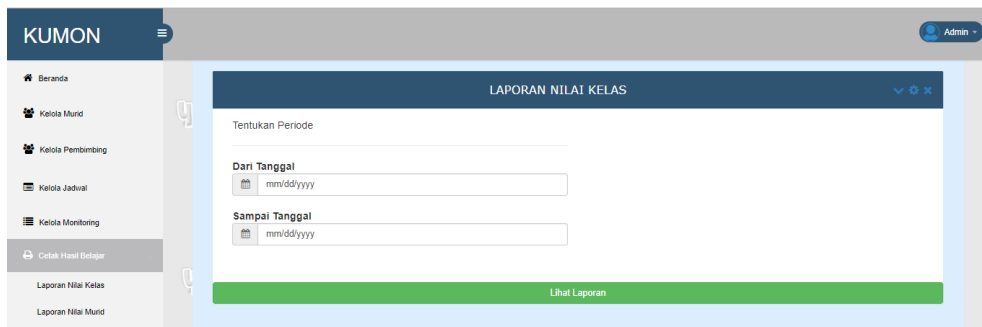 KUMON
Admin
Beranda
Kelola Murid
Kelola Pembimbing
Kelola Jadwal
Kelola Monitoring
Cetak Hasil Belajar
Laporan Nilai Kelas
Laporan Nilai Murid
LAPORAN NILAI KELAS
Tentukan Periode
Dari Tanggal
mm/dd/yyyy
Sampai Tanggal
mm/dd/yyyy
Lihat Laporan